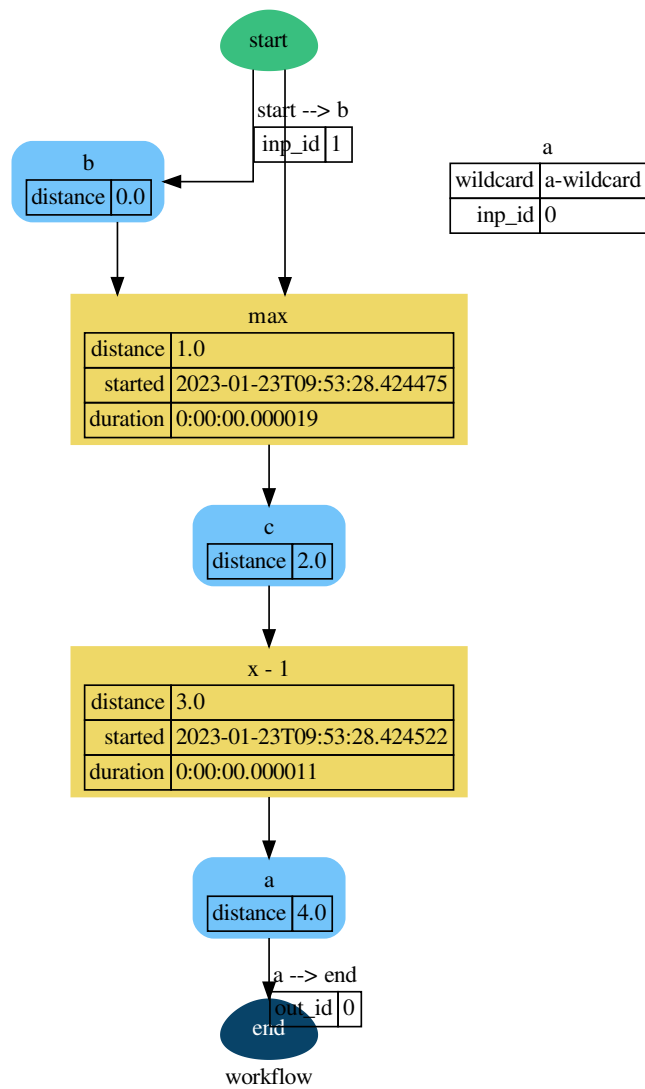 start
start --> b
inp_id 1
b
distance 0.0
a
wildcard a-wildcard
inp_id 0
max
distance 1.0
started 2023-01-23T09:53:28.424475
duration 0:00:00.000019
c
distance 2.0
x - 1
distance 3.0
started 2023-01-23T09:53:28.424522
duration 0:00:00.000011
a
distance 4.0
a --> end
out_id 0
end
workflow